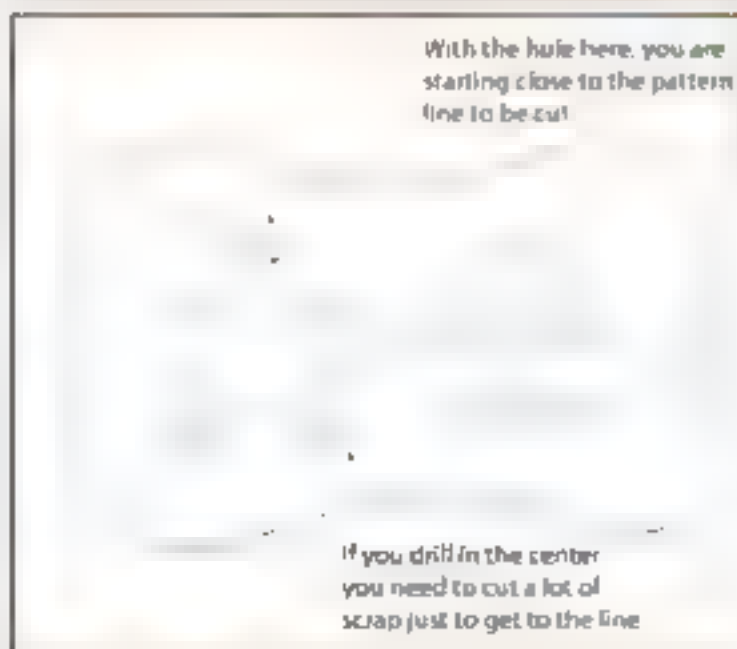 With the hole here, you are
starting close to the pattern
line to be cut
If you drill in the center
you need to cut a lot of
scrap just to get to the line